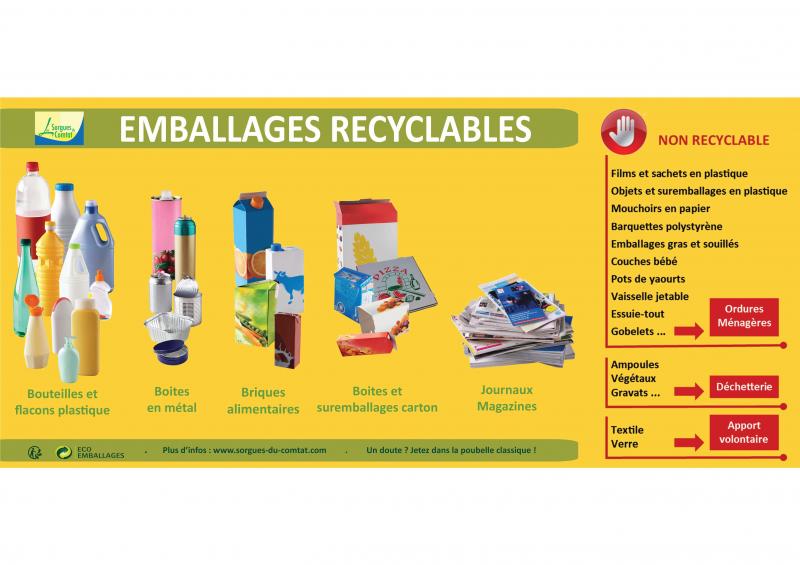 Sorgues du Comtat
EMBALLAGES RECYCLABLES
Bouteilles et
flacons plastique
Boites
en métal
Briques
alimentaires
PIZZA
Boites et
suremballages carton
Journaux
Magazines
ECO
EMBALLAGES
. Plus d'infos : www.sorgues-du-comtat.com . Un doute ? Jetez dans la poubelle classique !
NON RECYCLABLE
Films et sachets en plastique
Objets et suremballages en plastique
Mouchoirs en papier
Barquettes polystyrène
Emballages gras et souillés
Couches bébé
Pots de yaourts
Vaisselle jetable
Essuie-tout
Gobelets ...
Ordures
Ménagères
Ampoules
Végétaux
Gravats ...
Déchetterie
Textile
Verre
Apport
volontaire